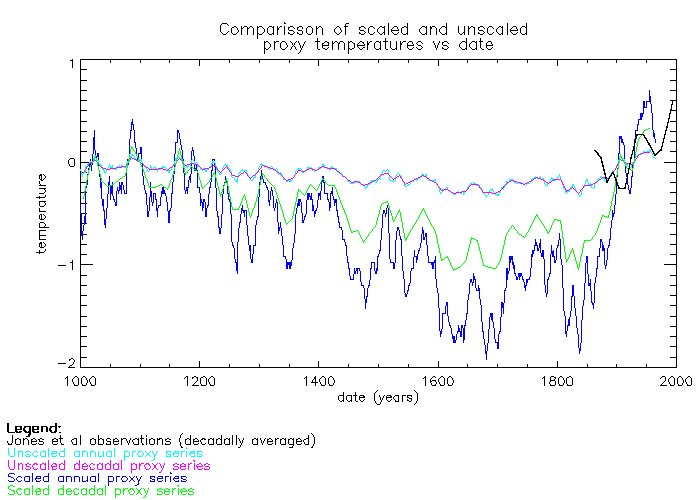 Comparisson of scaled and unscaled
proxy temperatures vs date
1
0
-1
-2
temperature
1000 1200 1400 1600 1800 2000
date (years)
Legend:
Jones et al observations (decadally averaged)
Unscaled annual proxy series
Unscaled decadal proxy series
Scaled annual proxy series
Scaled decadal proxy series